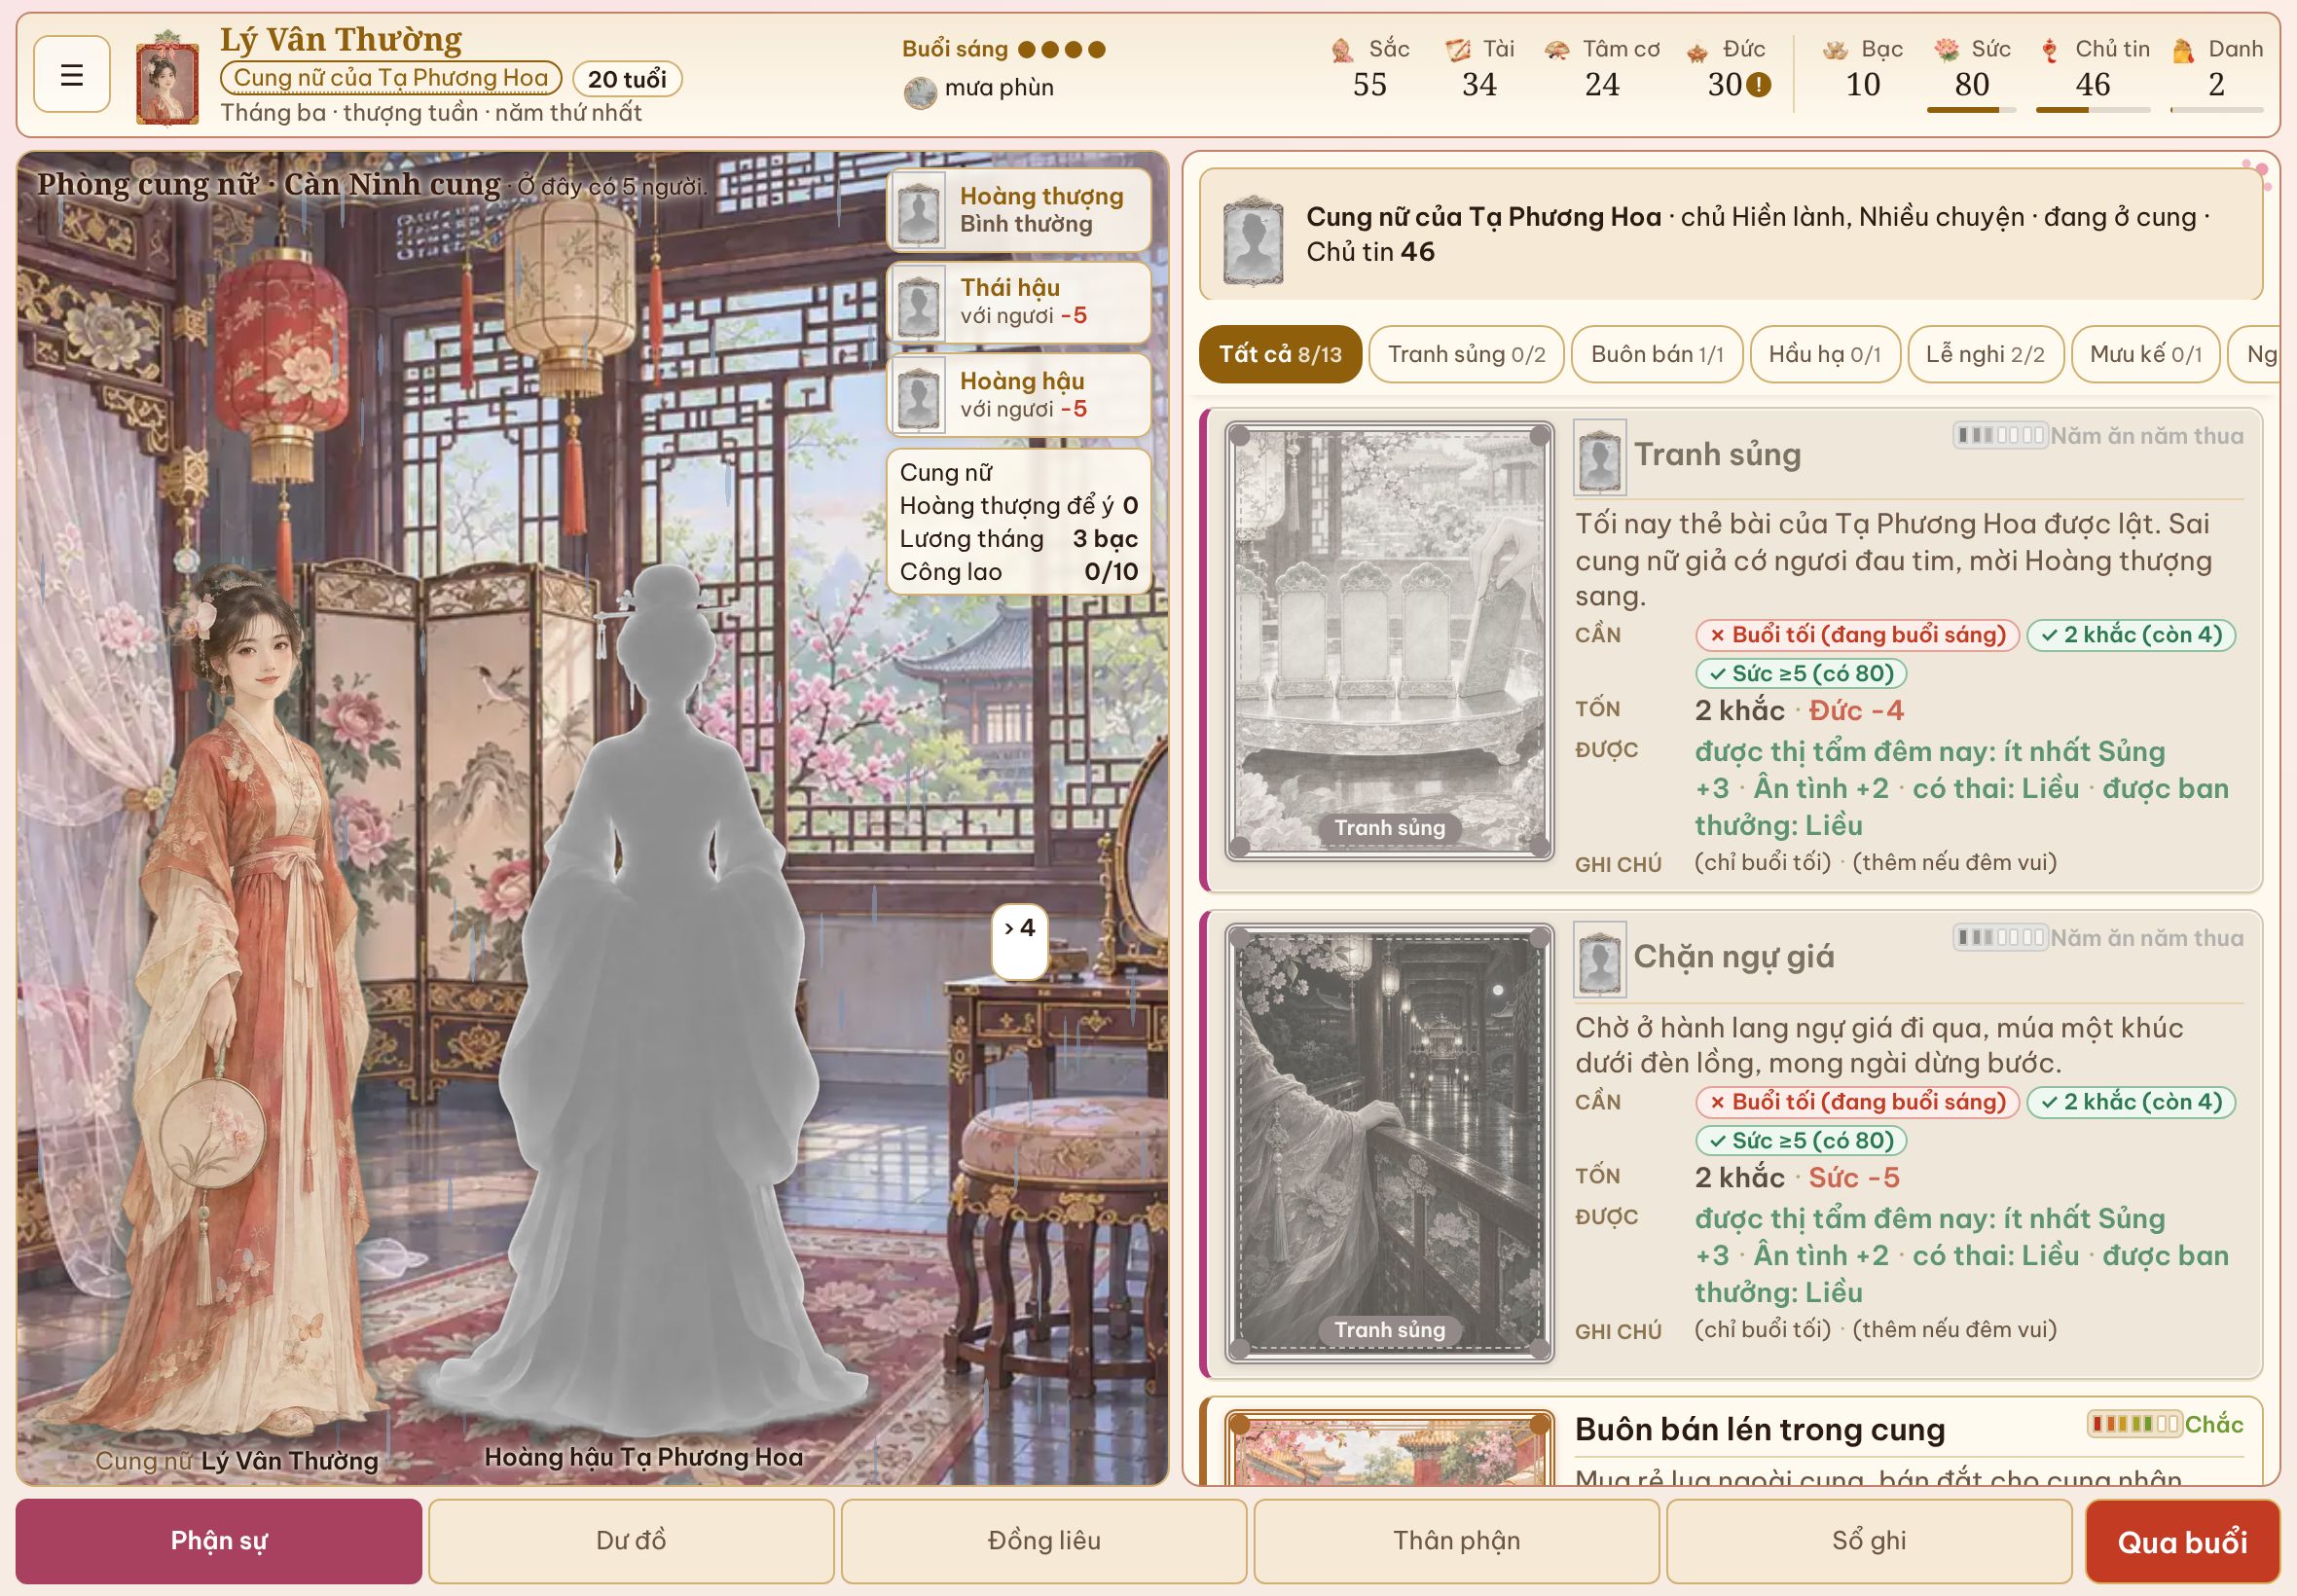 ☰
Lý Vân Thường
Cung nữ của Tạ Phương Hoa 20 tuổi
Tháng ba · thượng tuần · năm thứ nhất
Buổi sáng
mưa phùn
Sắc 55
Tài 34
Tâm cơ 24
Đức 30 !
Bạc 10
Sức 80
Chủ tin 46
Danh 2
Phòng cung nữ · Càn Ninh cung · Ở đây có 5 người.
Hoàng thượng
Bình thường
Thái hậu
với ngươi -5
Hoàng hậu
với ngươi -5
Cung nữ
Hoàng thượng để ý 0
Lương tháng 3 bạc
Công lao 0/10
› 4
Cung nữ Lý Vân Thường
Hoàng hậu Tạ Phương Hoa
Cung nữ của Tạ Phương Hoa · chủ Hiền lành, Nhiều chuyện · đang ở cung ·
Chủ tin 46
Tất cả 8/13
Tranh sủng 0/2
Buôn bán 1/1
Hầu hạ 0/1
Lễ nghi 2/2
Mưu kế 0/1
Ng
Tranh sủng
Tranh sủng
Năm ăn năm thua
Tối nay thẻ bài của Tạ Phương Hoa được lật. Sai
cung nữ giả cớ ngươi đau tim, mời Hoàng thượng
sang.
CẦN × Buổi tối (đang buổi sáng) ✓ 2 khắc (còn 4)
✓ Sức ≥5 (có 80)
TỐN 2 khắc · Đức -4
ĐƯỢC được thị tẩm đêm nay: ít nhất Sủng
+3 · Ân tình +2 · có thai: Liều · được ban
thưởng: Liều
GHI CHÚ (chỉ buổi tối) · (thêm nếu đêm vui)
Tranh sủng
Chặn ngự giá
Năm ăn năm thua
Chờ ở hành lang ngự giá đi qua, múa một khúc
dưới đèn lồng, mong ngài dừng bước.
CẦN × Buổi tối (đang buổi sáng) ✓ 2 khắc (còn 4)
✓ Sức ≥5 (có 80)
TỐN 2 khắc · Sức -5
ĐƯỢC được thị tẩm đêm nay: ít nhất Sủng
+3 · Ân tình +2 · có thai: Liều · được ban
thưởng: Liều
GHI CHÚ (chỉ buổi tối) · (thêm nếu đêm vui)
Buôn bán lén trong cung
Chắc
Mua rẻ lụa ngoài cung, bán đắt cho cung nhân
Phận sự
Dư đồ
Đồng liêu
Thân phận
Sổ ghi
Qua buổi